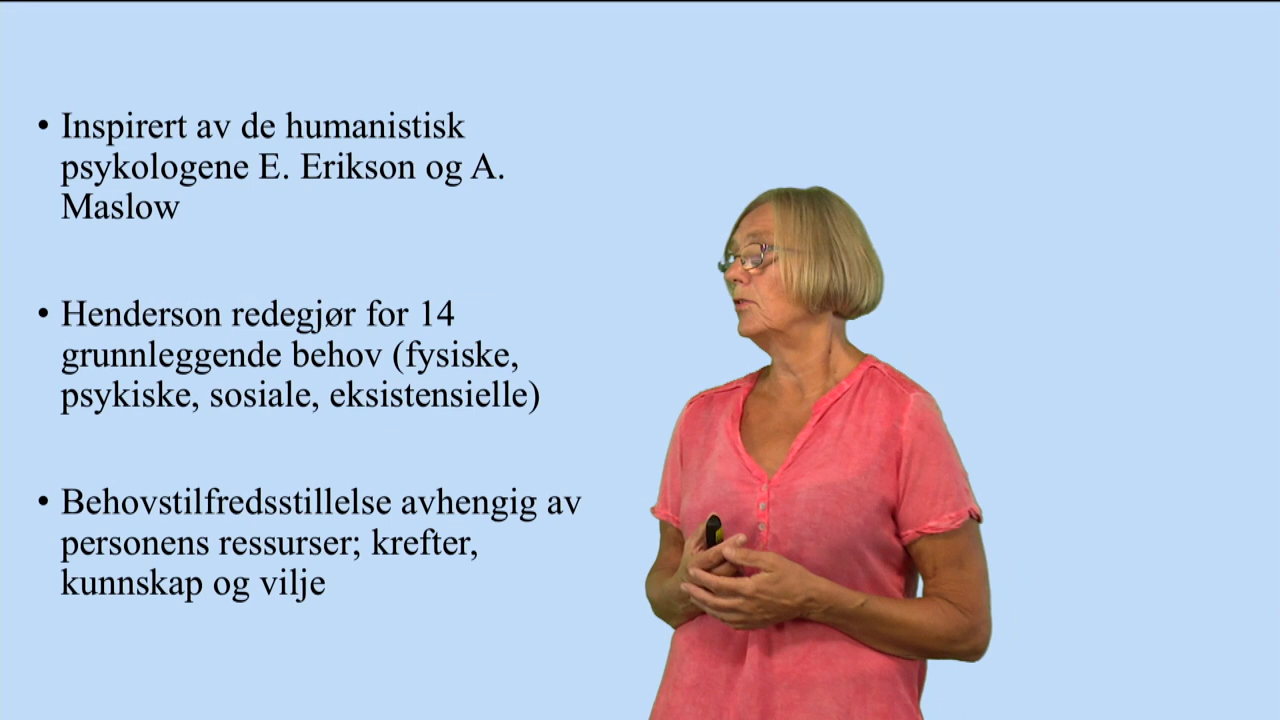 • Inspirert av de humanistisk
psykologene E. Erikson og A.
Maslow
• Henderson redegjør for 14
grunnleggende behov (fysiske,
psykiske, sosiale, eksistensielle)
• Behovstilfredsstillelse avhengig av
personens ressurser; krefter,
kunnskap og vilje